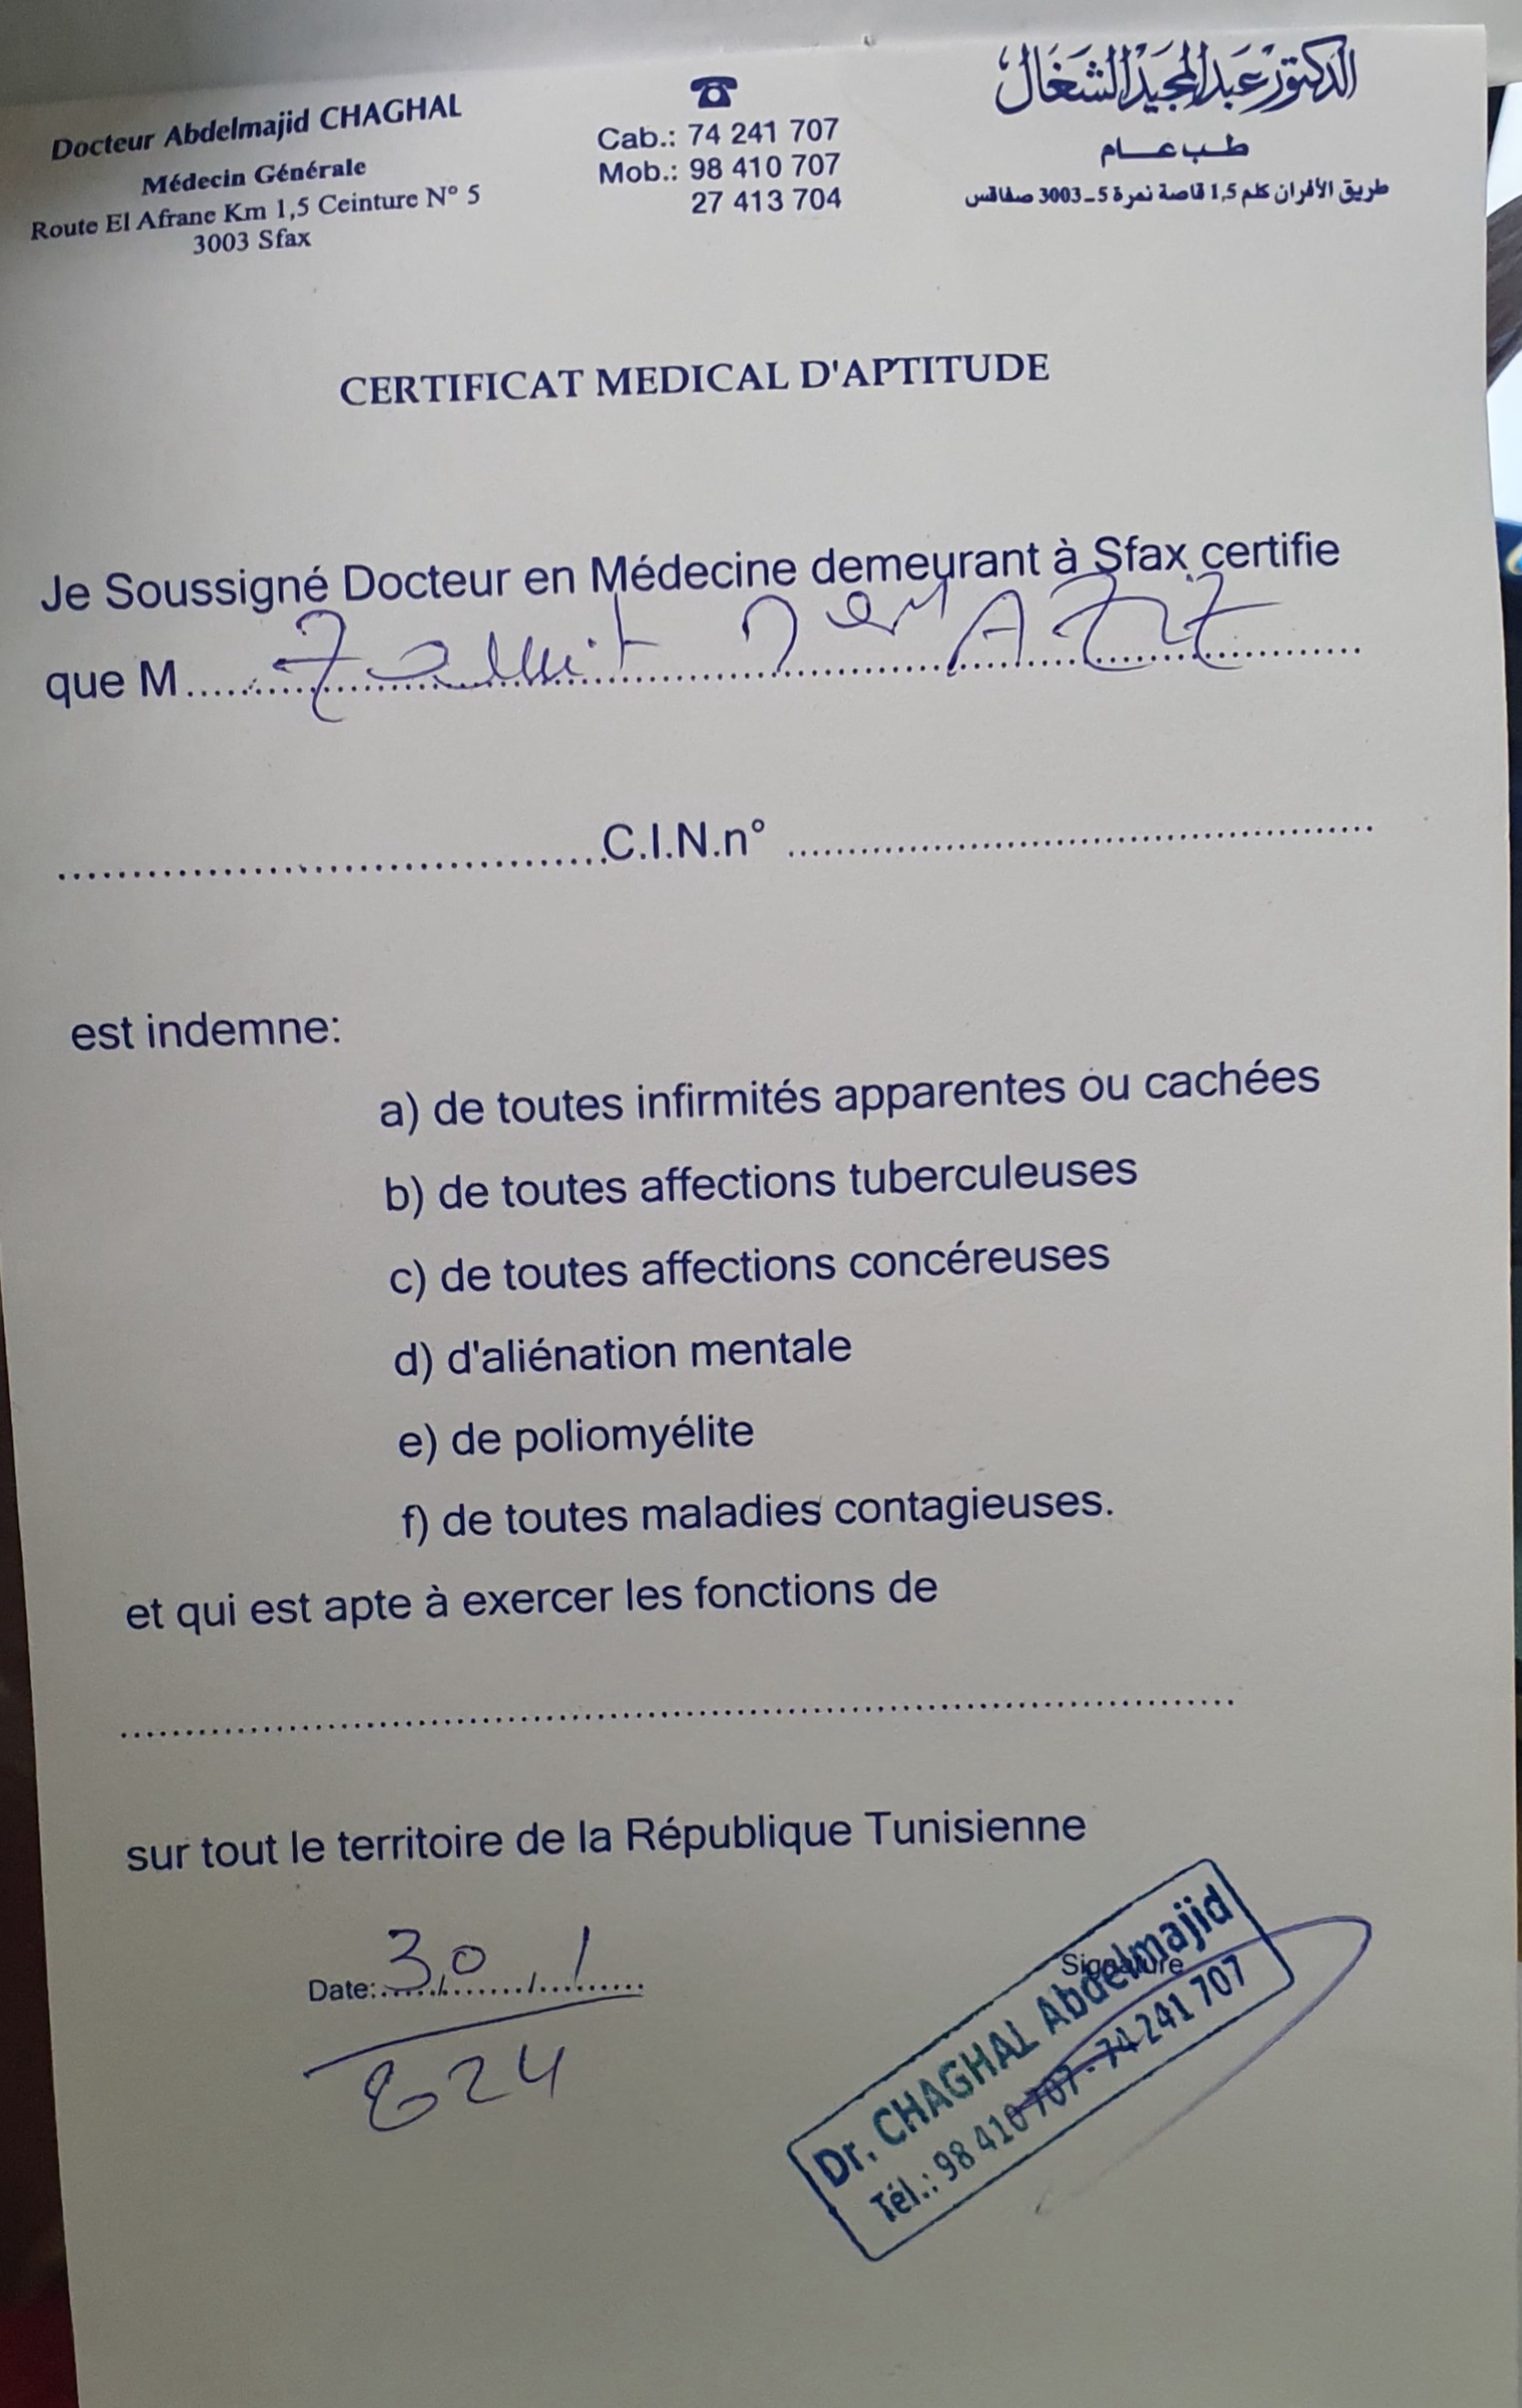 Docteur Abdelmajid CHAGHAL
Médecin Générale
Route El Afrane Km 1,5 Ceinture N° 5
3003 Sfax
Cab.: 74 241 707
Mob.: 98 410 707
27 413 704
الدكتور عبد المجيد الشغال
طب عام
طريق الأفران كلم 1,5 قاصة نمرة 5 - 3003 صفاقس
CERTIFICAT MEDICAL D'APTITUDE
Je Soussigné Docteur en Médecine demeurant à Sfax certifie
que M
C.I.N.n°
est indemne:
a) de toutes infirmités apparentes ou cachées
b) de toutes affections tuberculeuses
c) de toutes affections concéreuses
d) d'aliénation mentale
e) de poliomyélite
f) de toutes maladies contagieuses.
et qui est apte à exercer les fonctions de
sur tout le territoire de la République Tunisienne
Date: 30 / /
24
Signature
Dr. CHAGHAL Abdelmajid
Tél.: 98 410 707 - 74 241 707